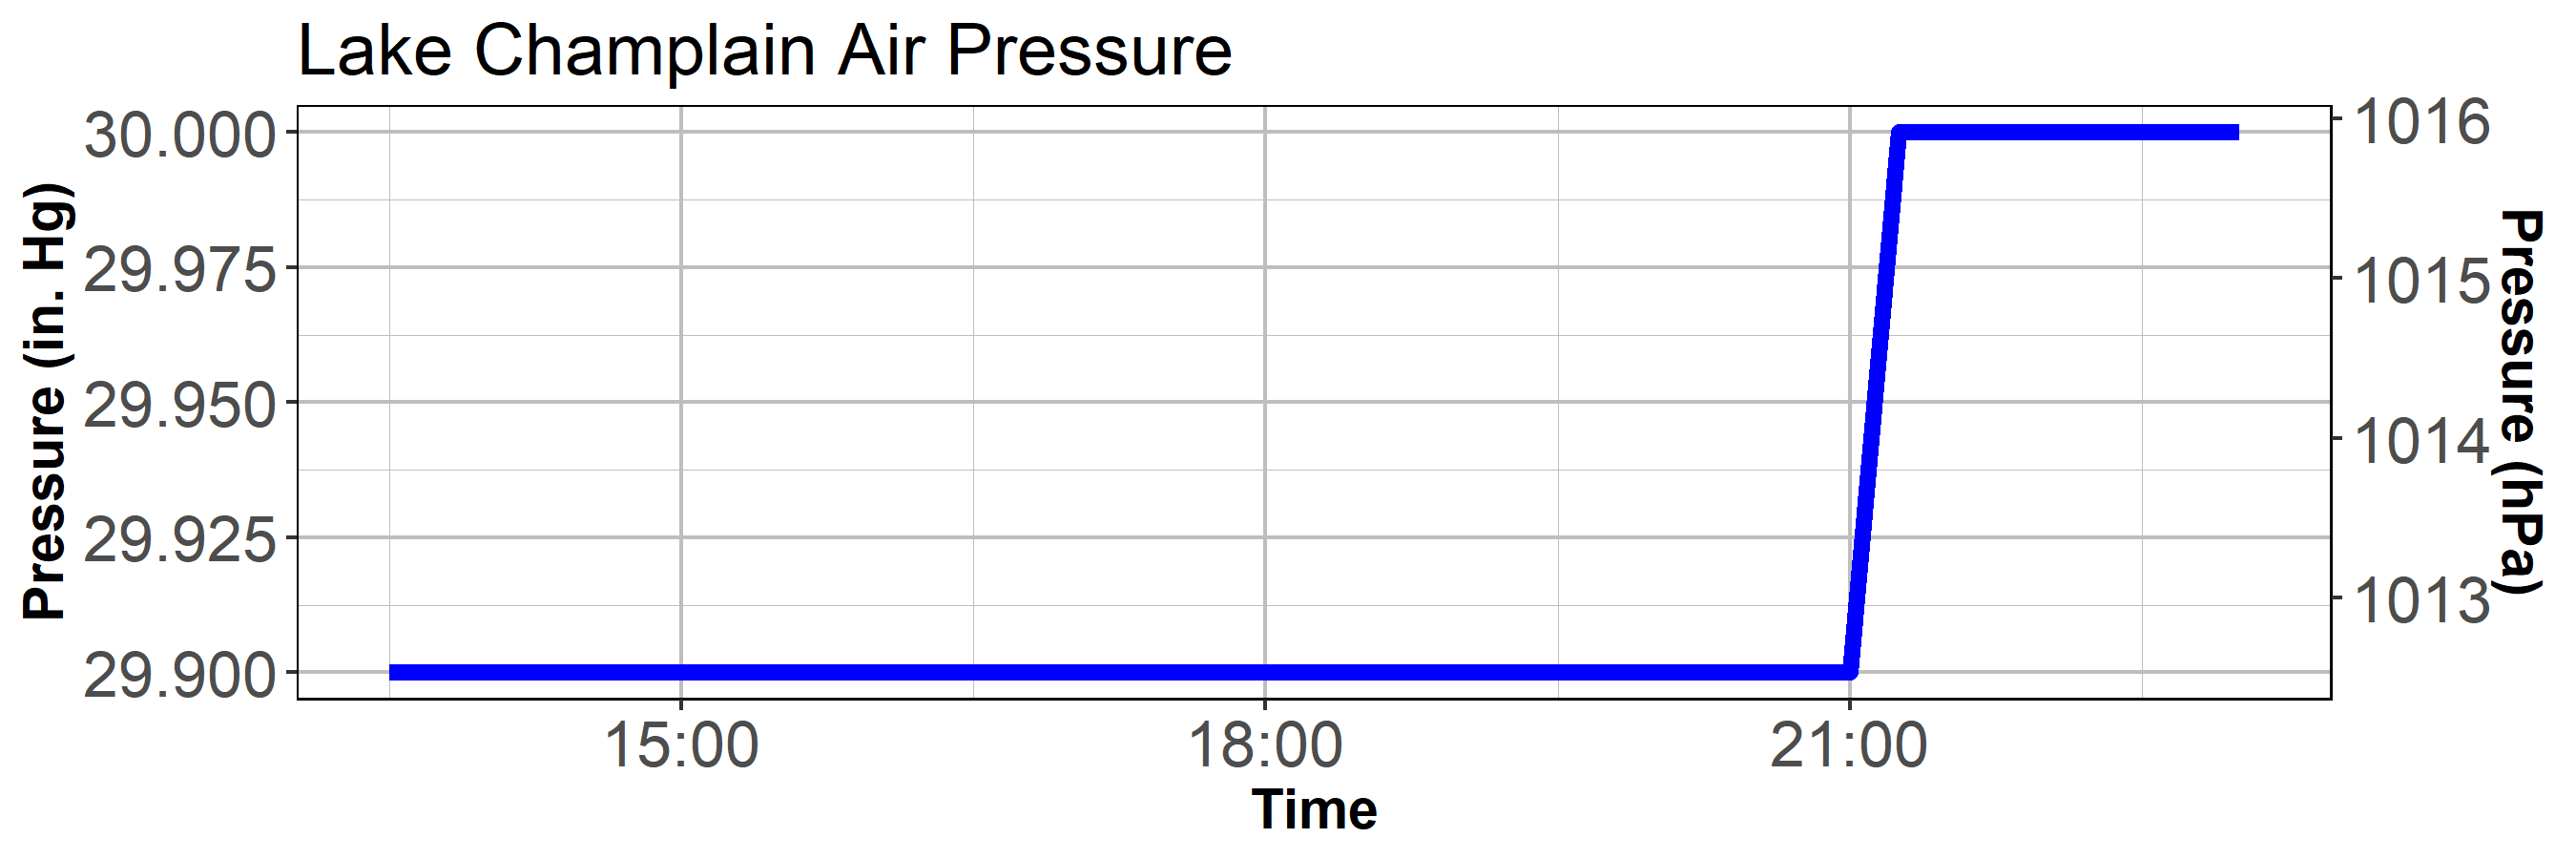 Lake Champlain Air Pressure
Pressure (in. Hg)
30.000
29.975
29.950
29.925
29.900
1016
1015
1014
1013
Pressure (hPa)
15:00 18:00 21:00
Time